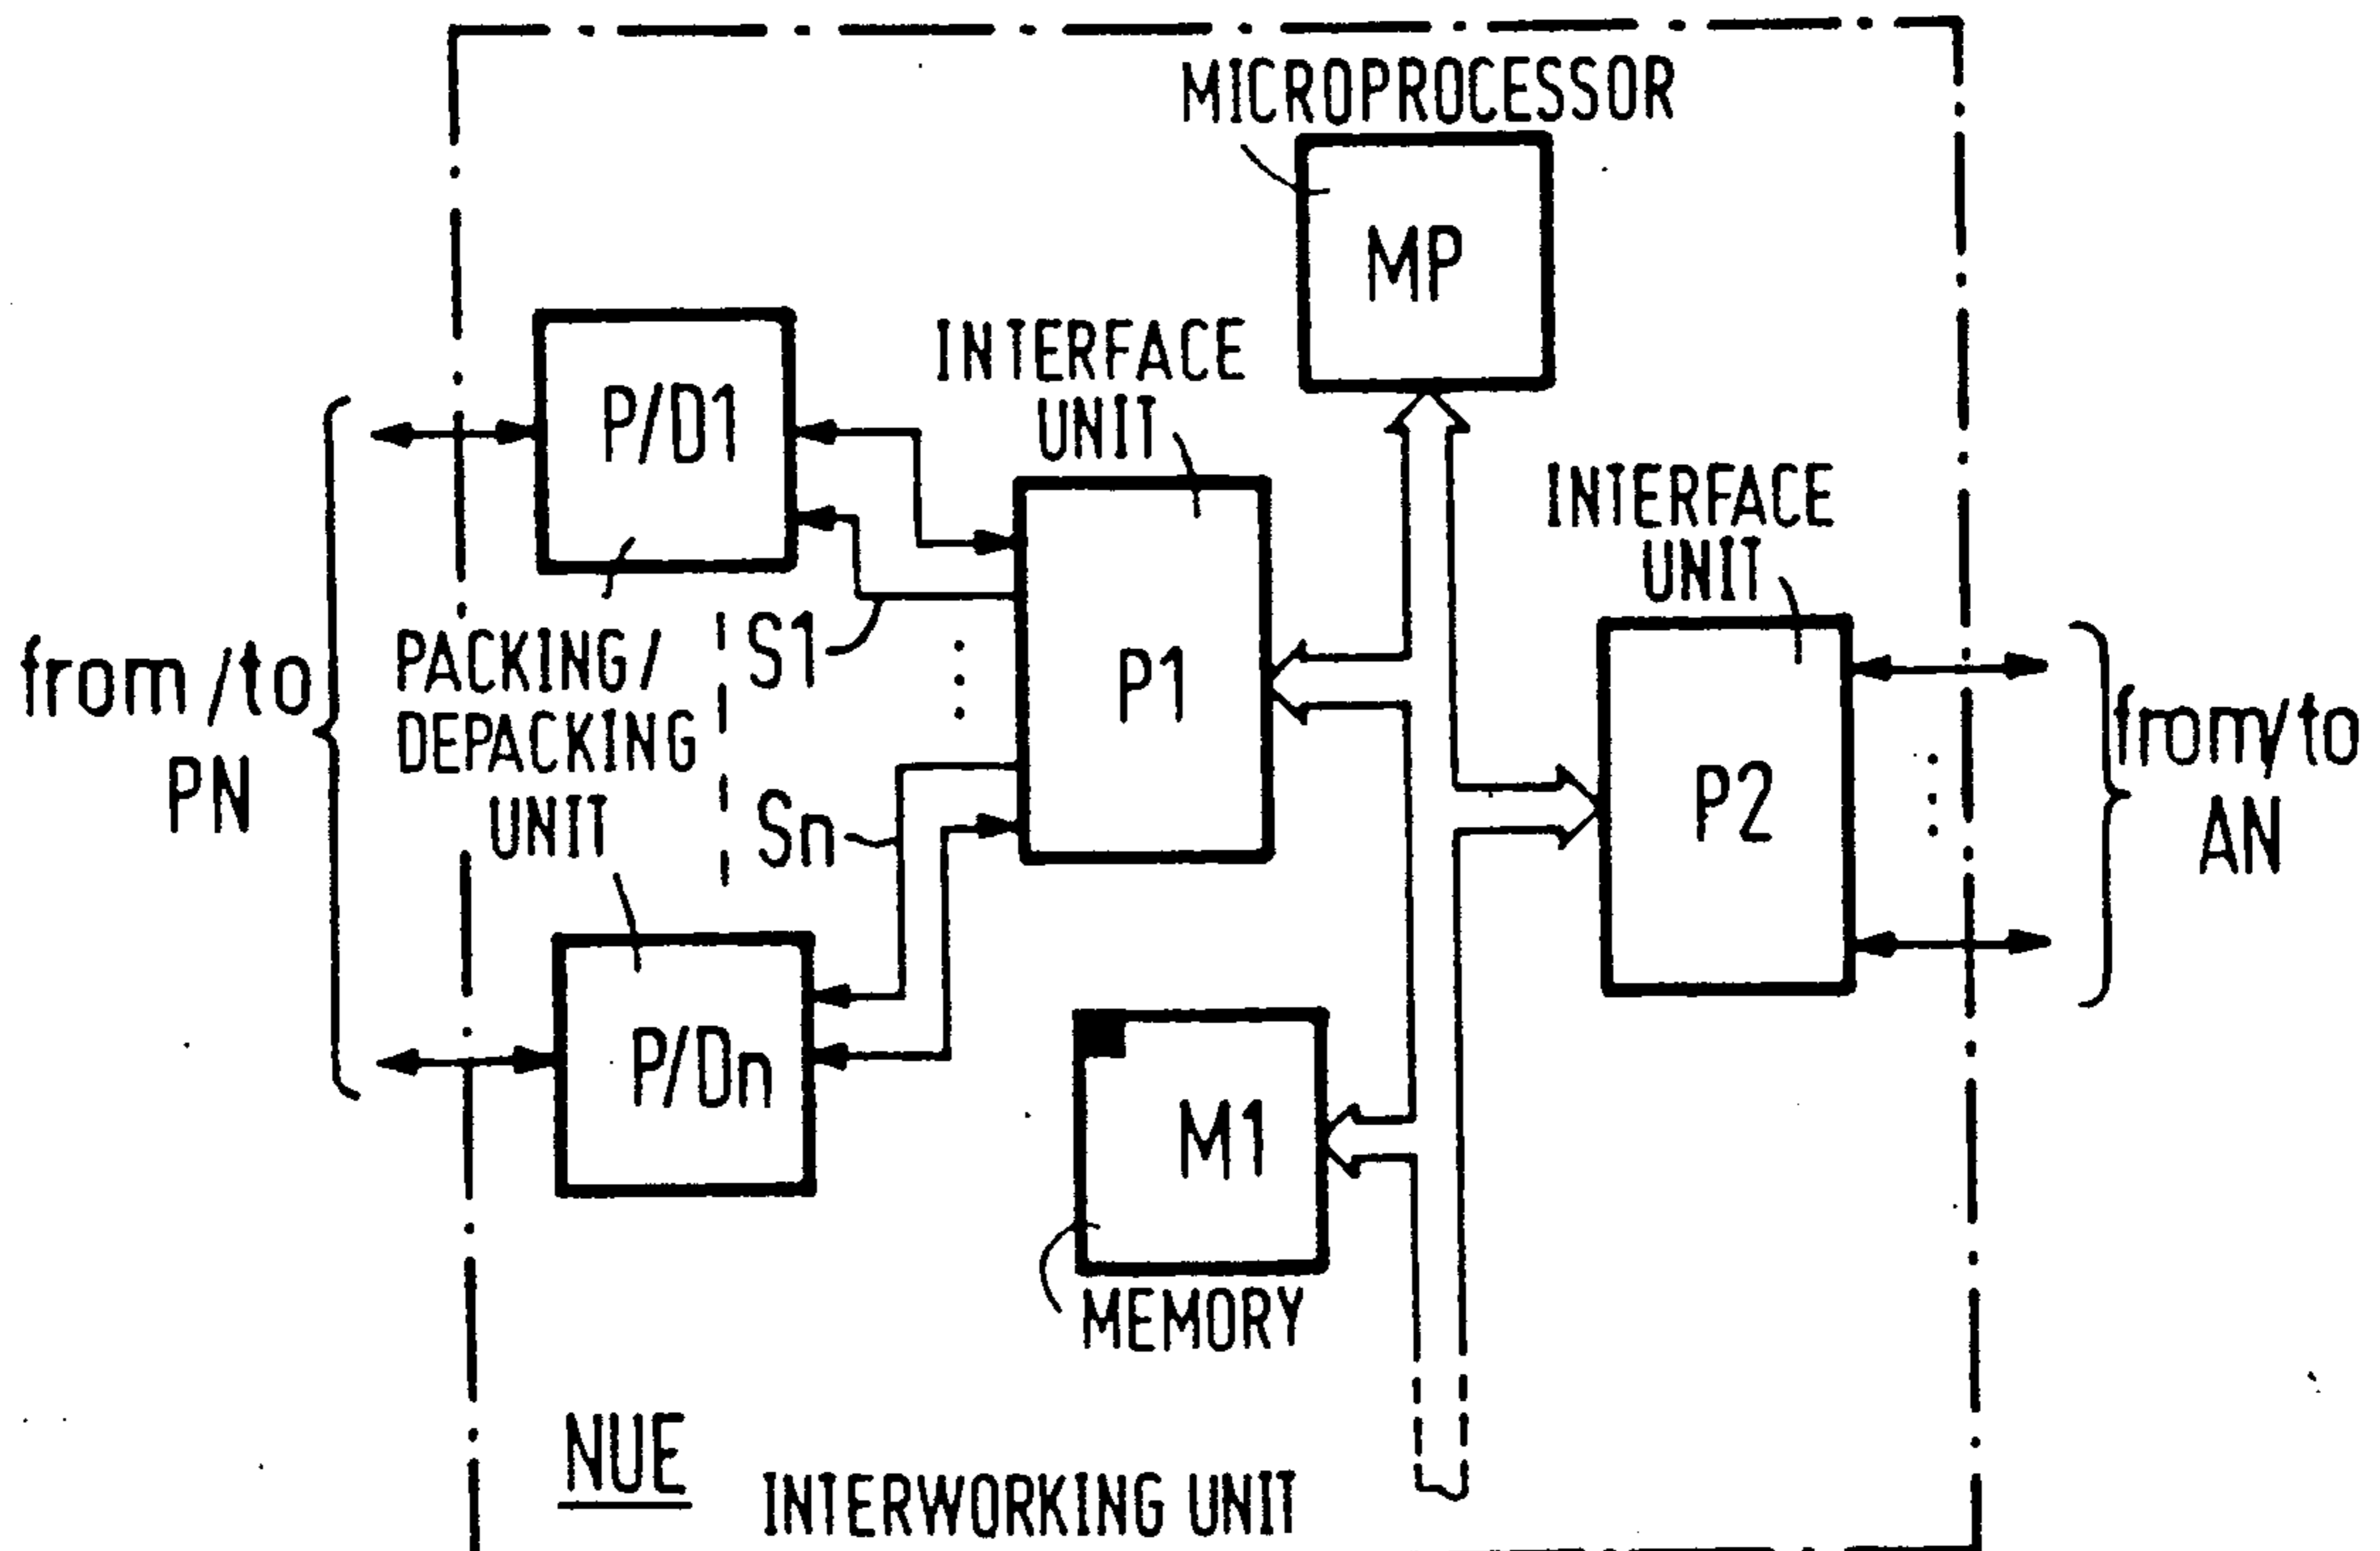 MICROPROCESSOR
MP
INTERFACE
UNIT
P/D1
INTERFACE
UNIT
from/to
PN
PACKING/
DEPACKING
UNIT
S1
P1
Sn
P2
from/to
AN
P/Dn
M1
MEMORY
NUE
INTERWORKING UNIT